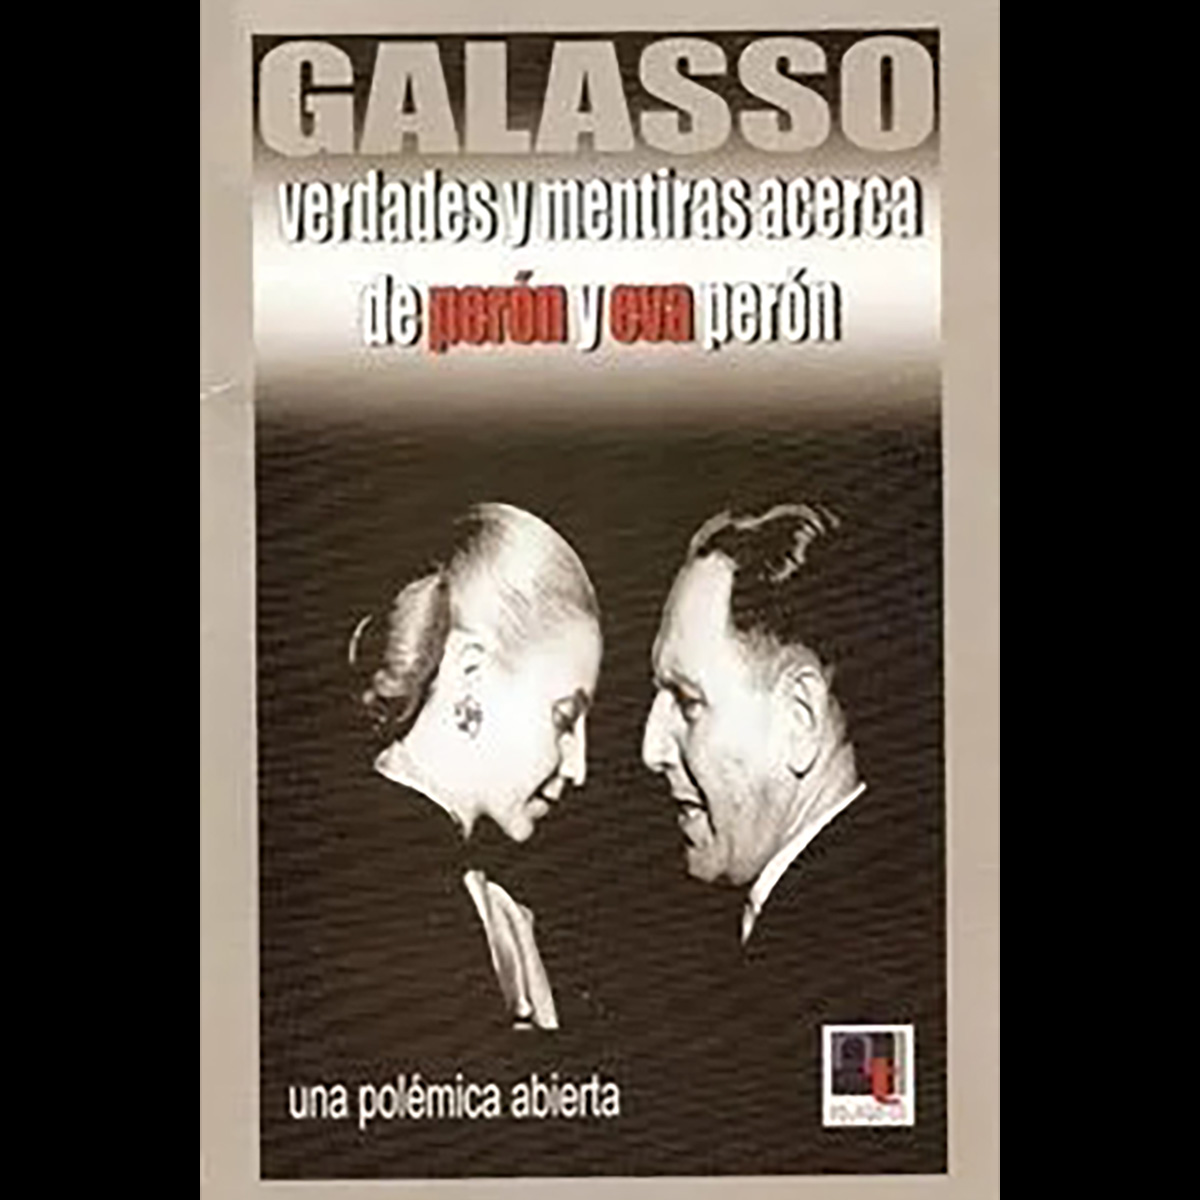 GALASSO
verdades y mentiras acerca
de perón y eva perón
una polémica abierta